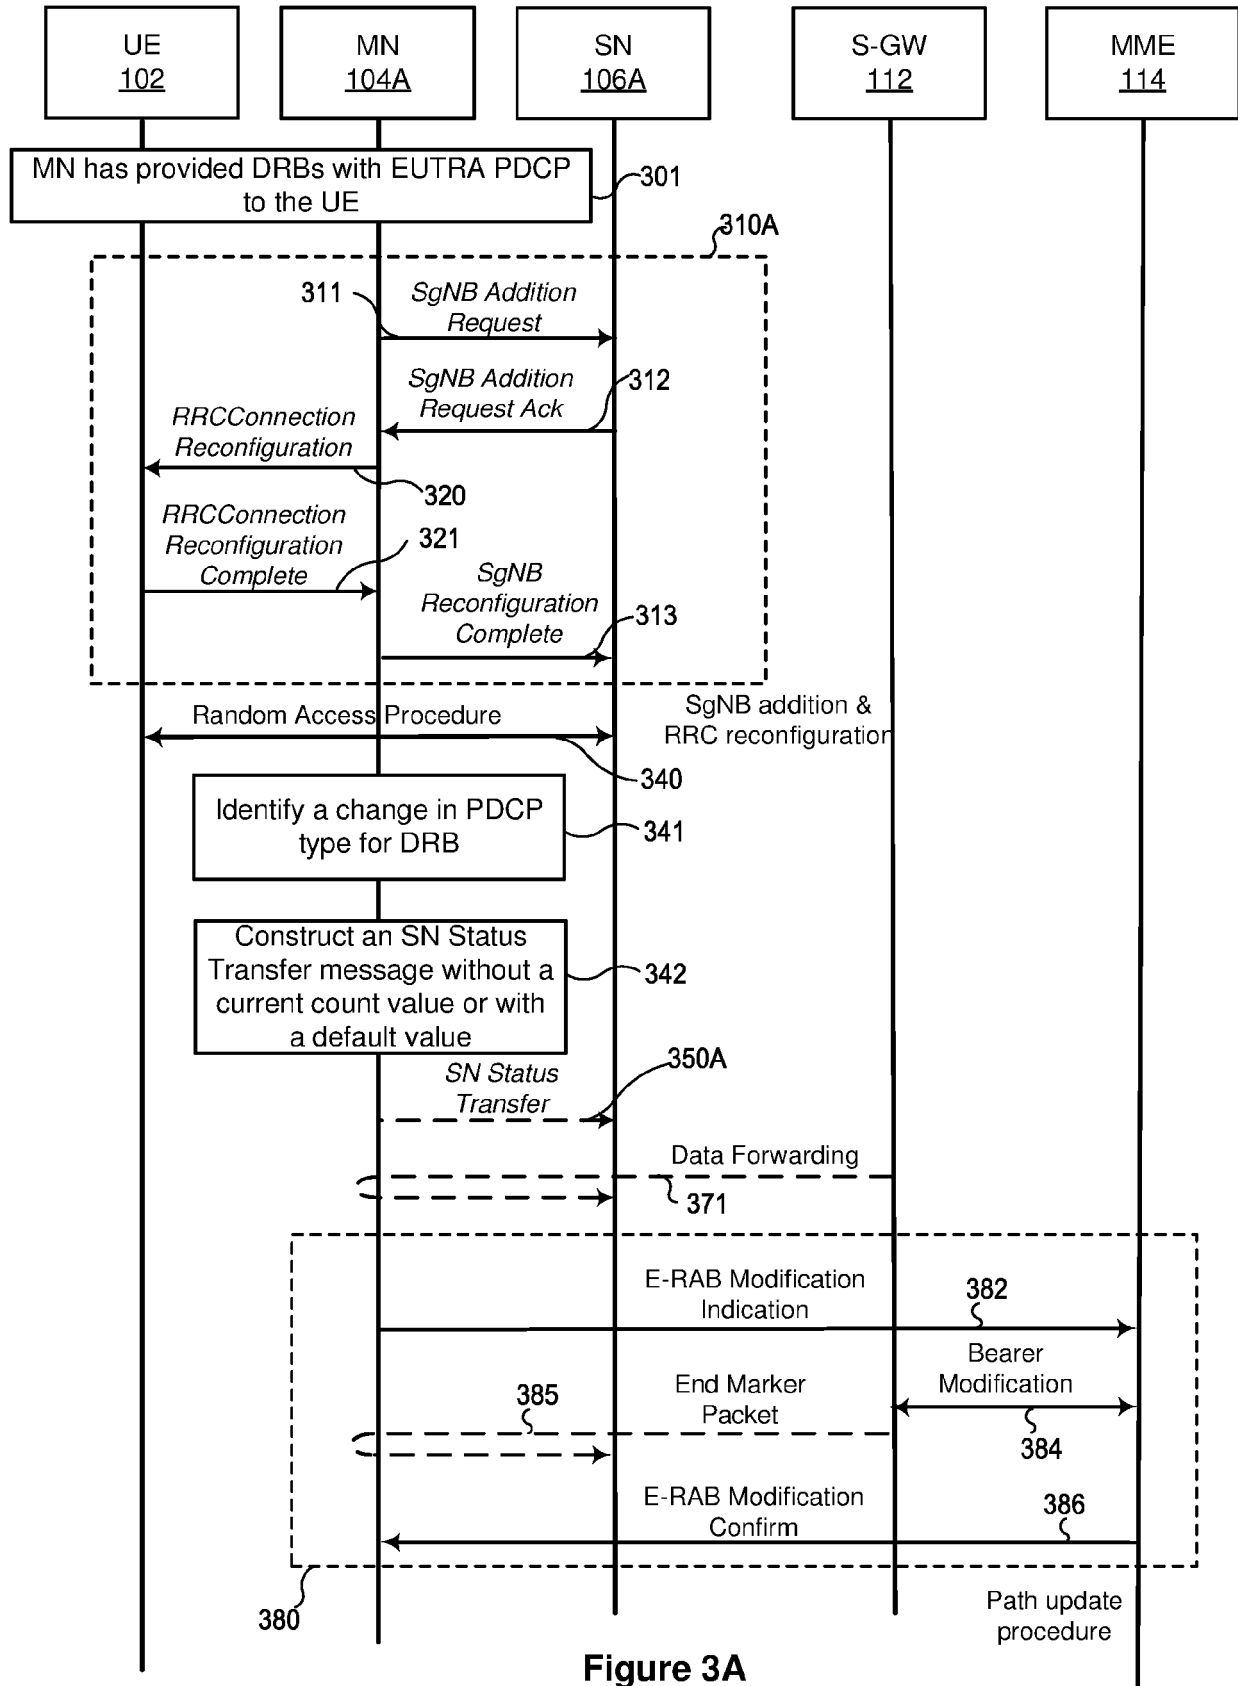 UE
102
MN
104A
SN
106A
S-GW
112
MME
114
MN has provided DRBs with EUTRA PDCP
to the UE
301
310A
311
SgNB Addition
Request
SgNB Addition
Request Ack
312
RRCConnection
Reconfiguration
320
RRCConnection
Reconfiguration
Complete
321
SgNB
Reconfiguration
Complete
313
SgNB addition &
RRC reconfiguration
Random Access Procedure
340
Identify a change in PDCP
type for DRB
341
Construct an SN Status
Transfer message without a
current count value or with
a default value
342
SN Status
Transfer
350A
Data Forwarding
371
E-RAB Modification
Indication
382
Bearer
Modification
384
385
End Marker
Packet
E-RAB Modification
Confirm
386
380
Path update
procedure
Figure 3A